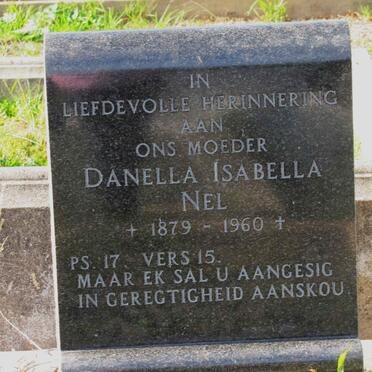 IN
LIEFDEVOLLE HERINNERING
AAN
ONS MOEDER
DANELLA ISABELLA
NEL
+ 1879 - 1960 +
PS. 17. VERS 15.
MAAR EK SAL U AANGESIG
IN GEREGTIGHEID AANSKOU